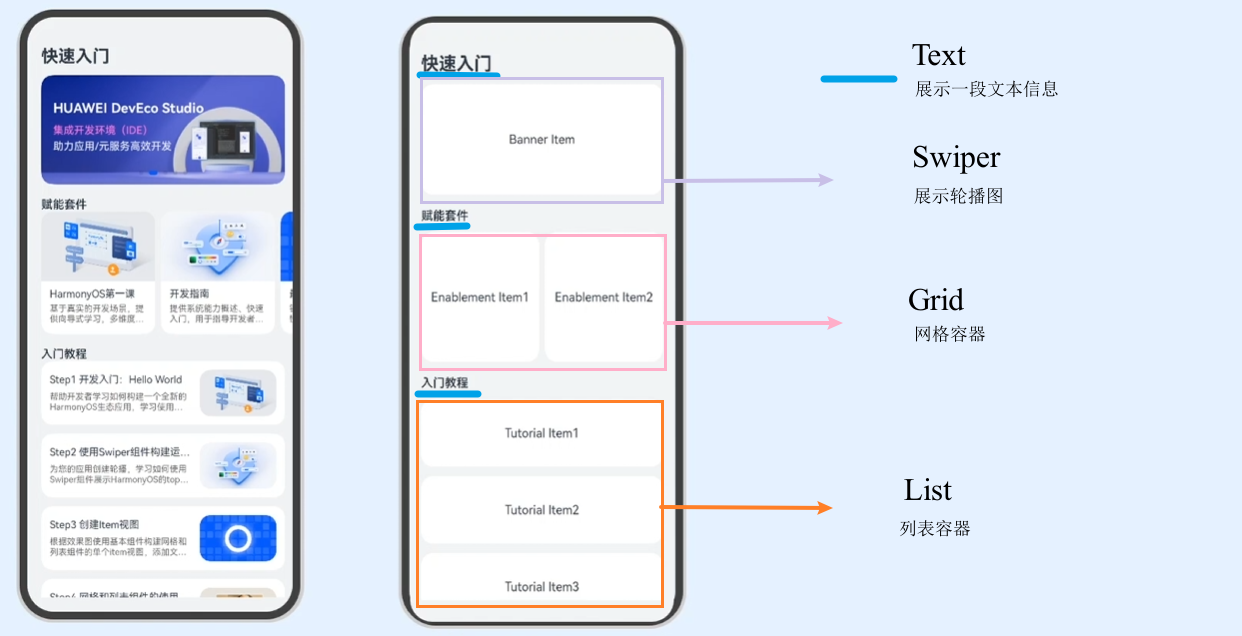 快速入门
HUAWEI DevEco Studio
集成开发环境（IDE）
助力应用/元服务高效开发
赋能套件
HarmonyOS第一课
基于真实的开发场景，提
供向导式学习，多维度...
开发指南
提供系统能力概述、快速
入门，用于指导开发者...
入门教程
Step1 开发入门：Hello World
帮助开发者学习如何构建一个全新的
HarmonyOS生态应用，学习使用...
Step2 使用Swiper组件构建运...
为您的应用创建轮播，学习如何使用
Swiper组件展示HarmonyOS的top...
Step3 创建Item视图
根据效果图使用基本组件构建网格和
列表组件的单个item视图，添加文...
Step4 网格和列表组件的使用
快速入门
Banner Item
赋能套件
Enablement Item1
Enablement Item2
入门教程
Tutorial Item1
Tutorial Item2
Tutorial Item3
Text
展示一段文本信息
Swiper
展示轮播图
Grid
网格容器
List
列表容器